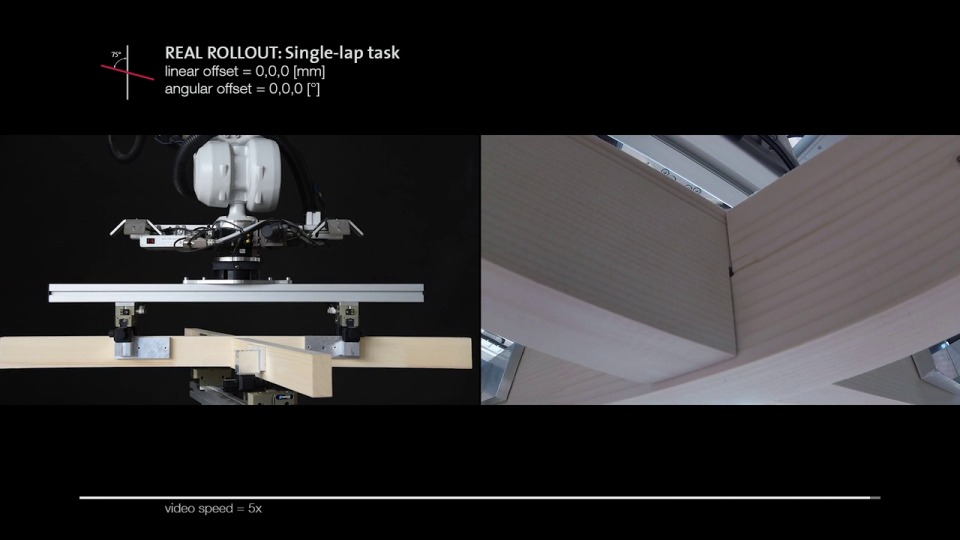 75°
REAL ROLLOUT: Single-lap task
linear offset = 0,0,0 [mm]
angular offset = 0,0,0 [°]
video speed = 5x